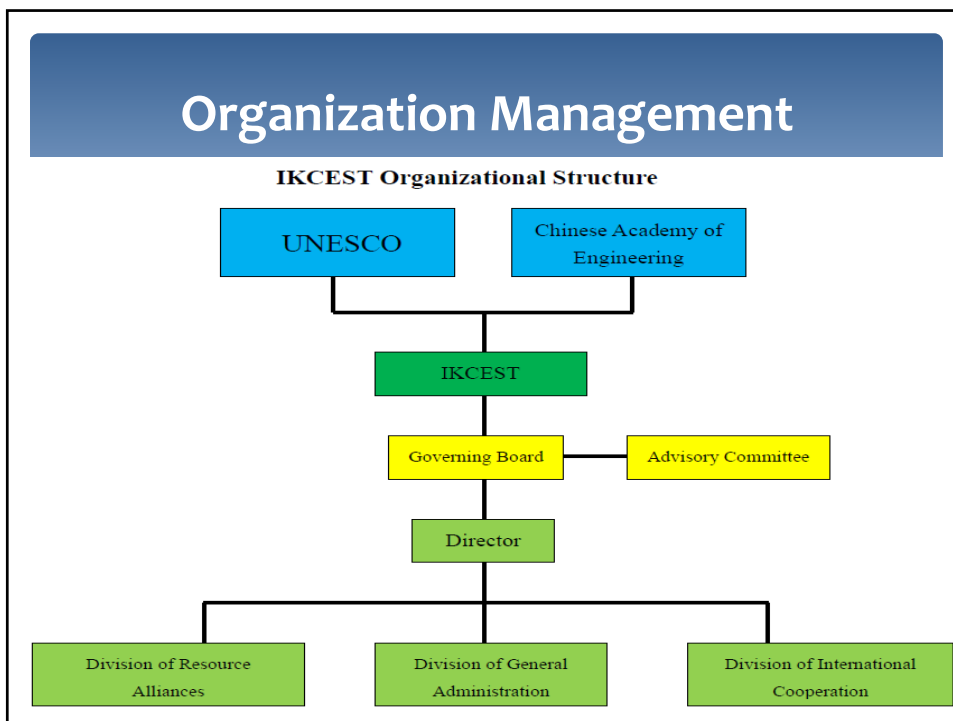 Organization Management
IKCEST Organizational Structure
UNESCO
Chinese Academy of
Engineering
IKCEST
Governing Board
Advisory Committee
Director
Division of Resource
Alliances
Division of General
Administration
Division of International
Cooperation